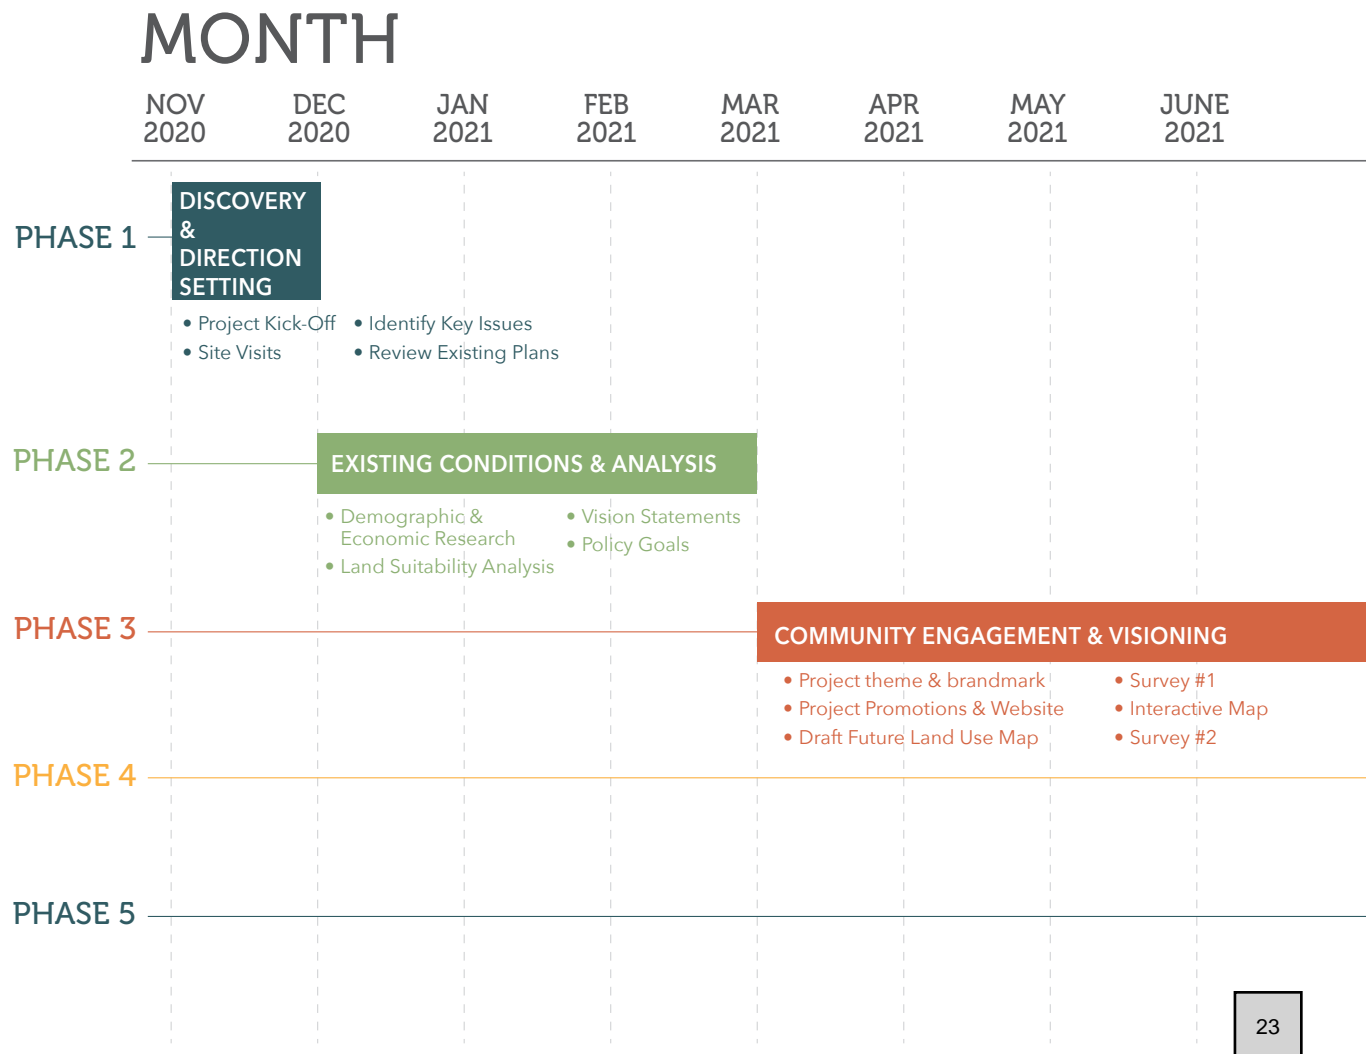 MONTH
NOV 2020
DEC 2020
JAN 2021
FEB 2021
MAR 2021
APR 2021
MAY 2021
JUNE 2021
PHASE 1
DISCOVERY
&
DIRECTION
SETTING
• Project Kick-Off
• Site Visits
• Identify Key Issues
• Review Existing Plans
PHASE 2
EXISTING CONDITIONS & ANALYSIS
• Demographic &
Economic Research
• Land Suitability Analysis
• Vision Statements
• Policy Goals
PHASE 3
COMMUNITY ENGAGEMENT & VISIONING
• Project theme & brandmark
• Project Promotions & Website
• Draft Future Land Use Map
• Survey #1
• Interactive Map
• Survey #2
PHASE 4
PHASE 5
23